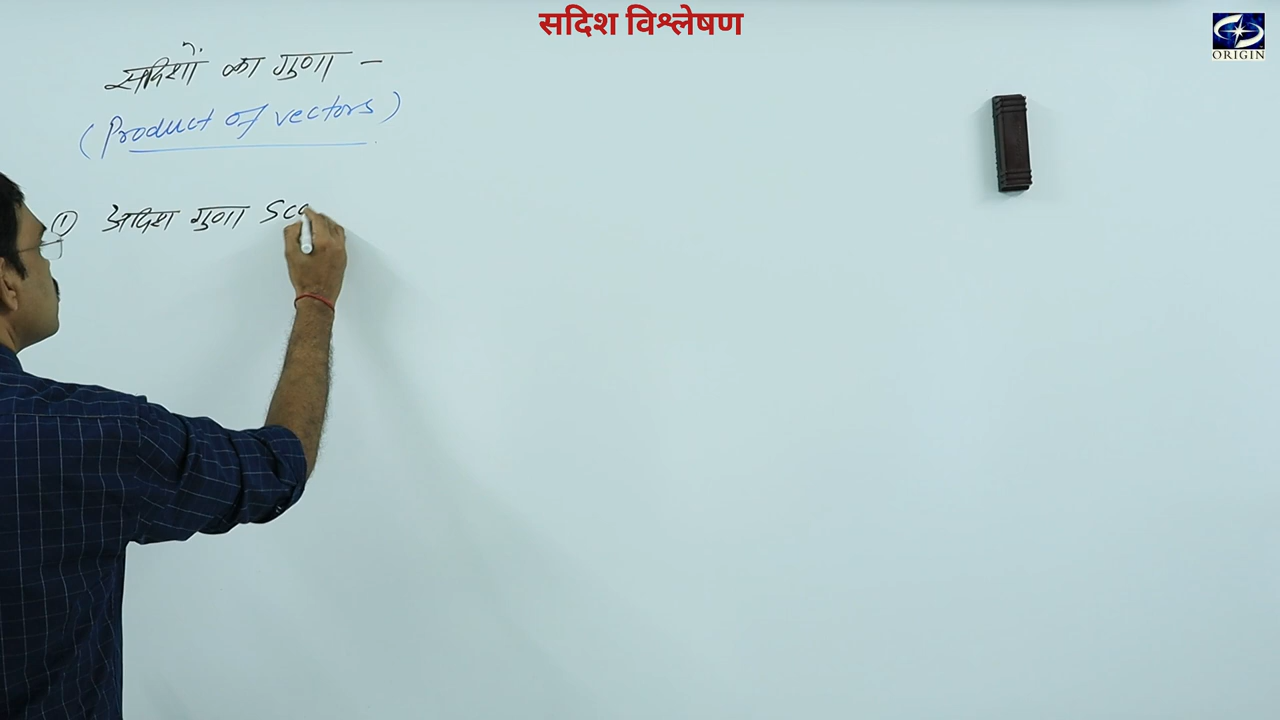 सदिश विश्लेषण
ORIGIN
सदिशों का गुणा -
(Product of vectors)
① अदिश गुणा Sca